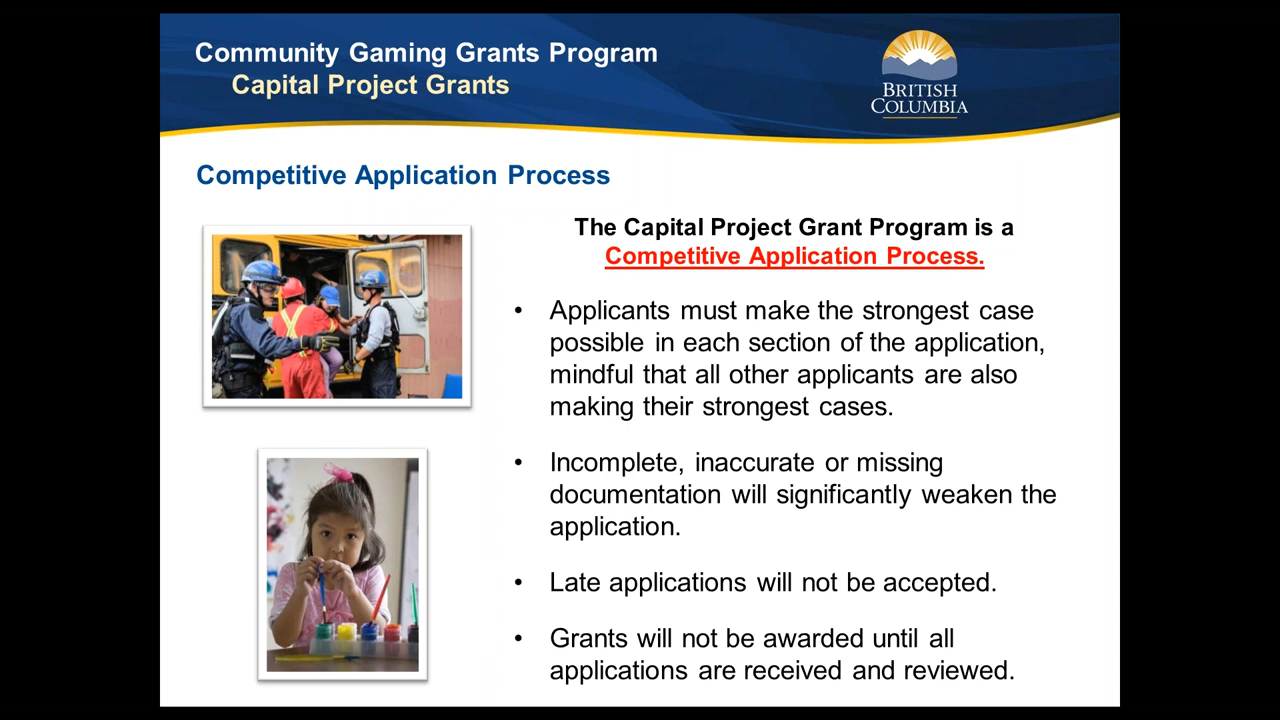 Community Gaming Grants Program
Capital Project Grants
BRITISH
COLUMBIA
Competitive Application Process
The Capital Project Grant Program is a
Competitive Application Process.
• Applicants must make the strongest case
possible in each section of the application,
mindful that all other applicants are also
making their strongest cases.
• Incomplete, inaccurate or missing
documentation will significantly weaken the
application.
• Late applications will not be accepted.
• Grants will not be awarded until all
applications are received and reviewed.